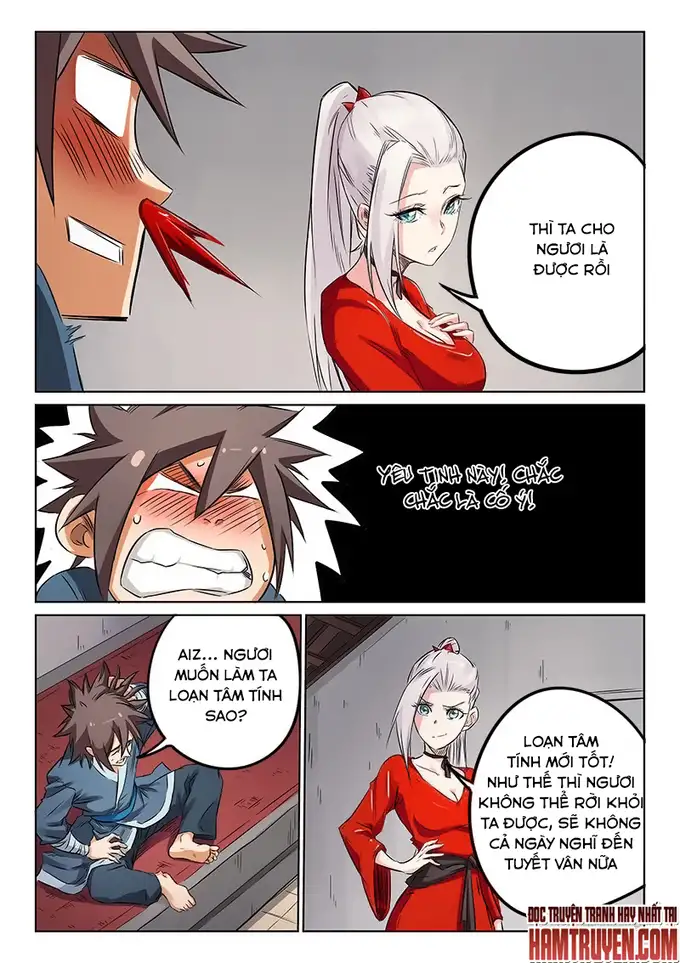 THÌ TA CHO
NGƯƠI LÀ
ĐƯỢC RỒI
YÊU TINH NÀY! CHẮC
CHẮC LÀ CÓ Ý!
AIZ... NGƯƠI
MUỐN LÀM TA
LOẠN TÂM TÍNH
SAO?
LOẠN TÂM
TÍNH MỚI TỐT!
NHƯ THẾ THÌ NGƯƠI
KHÔNG THỂ RỜI KHỎI
TA ĐƯỢC, SẼ KHÔNG
CẢ NGÀY NGHĨ ĐẾN
TUYẾT VÂN NỮA
ĐỌC TRUYỆN TRANH HAY NHẤT TẠI
HAMTRUYEN.COM